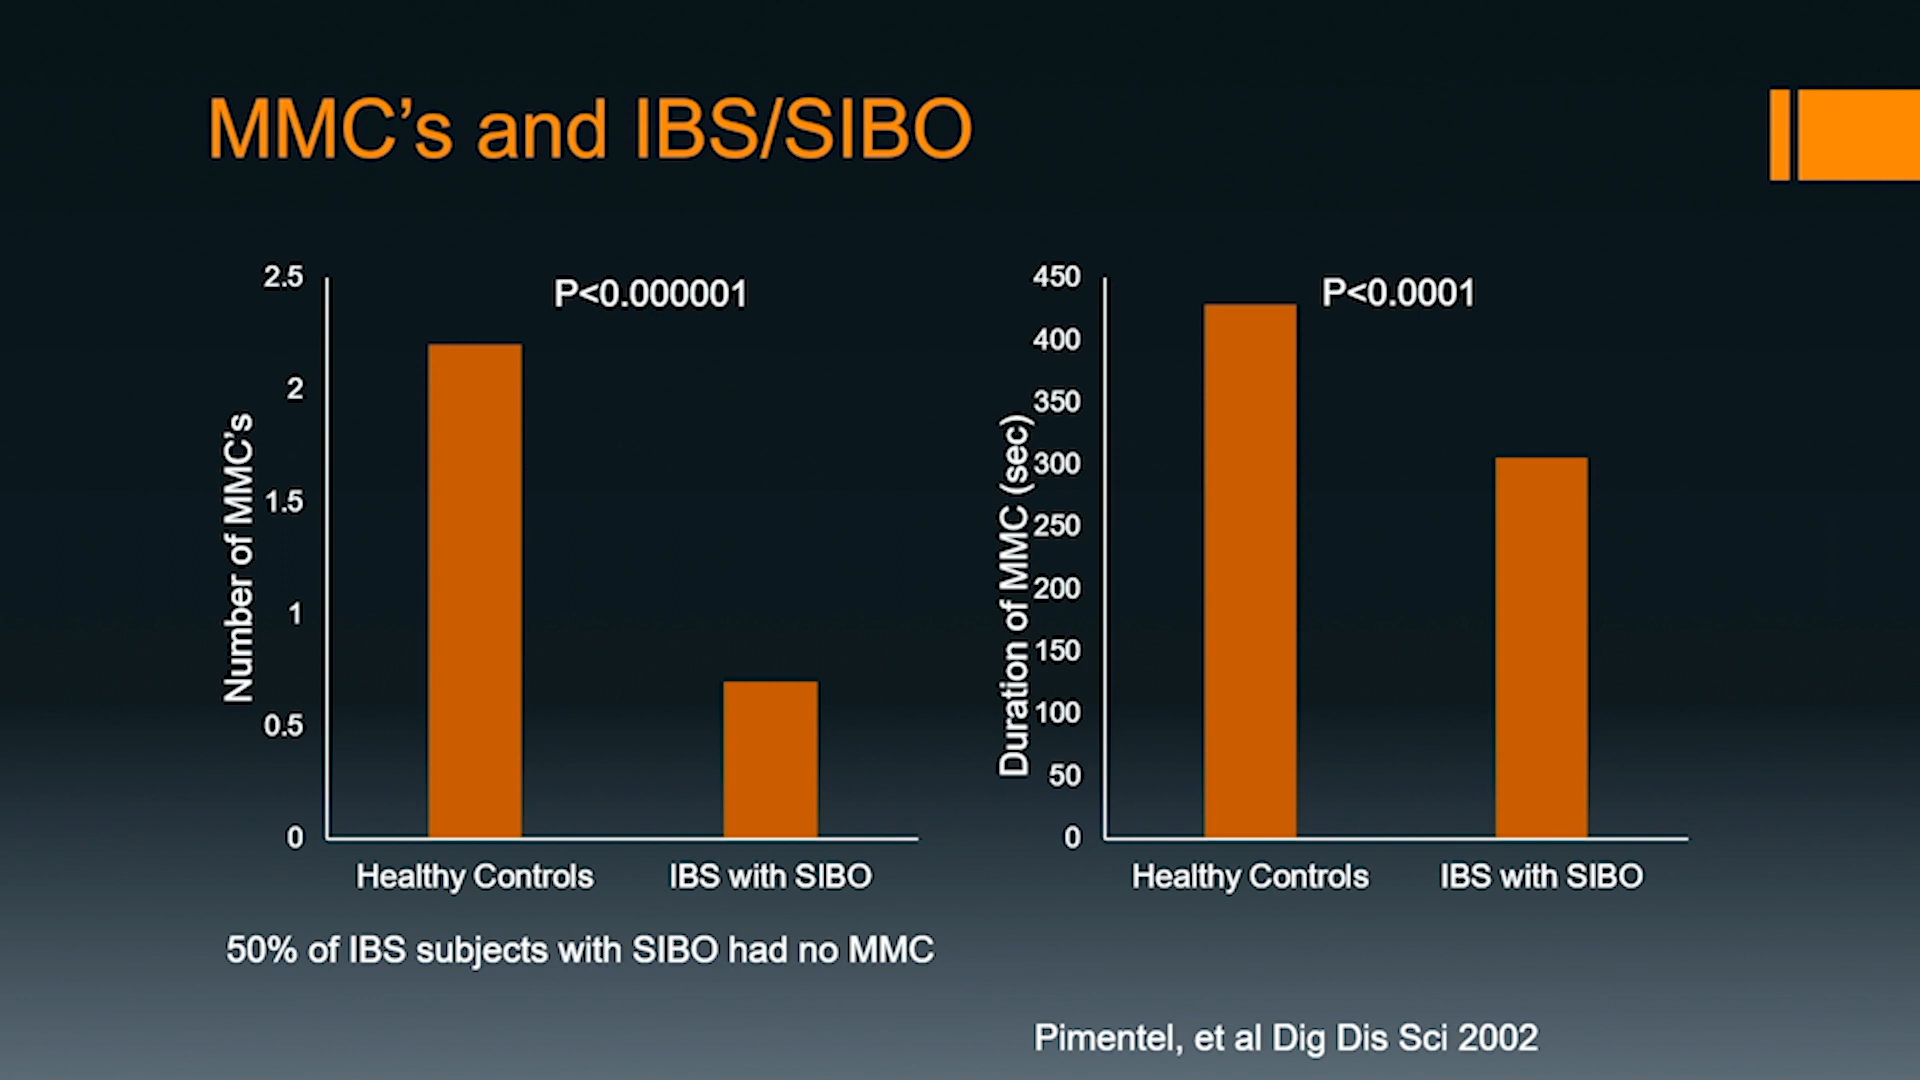 MMC's and IBS/SIBO
P<0.000001
2.5
2
1.5
1
0.5
0
Number of MMC's
Healthy Controls
IBS with SIBO
P<0.0001
450
400
350
300
250
200
150
100
50
0
Duration of MMC (sec)
Healthy Controls
IBS with SIBO
50% of IBS subjects with SIBO had no MMC
Pimentel, et al Dig Dis Sci 2002